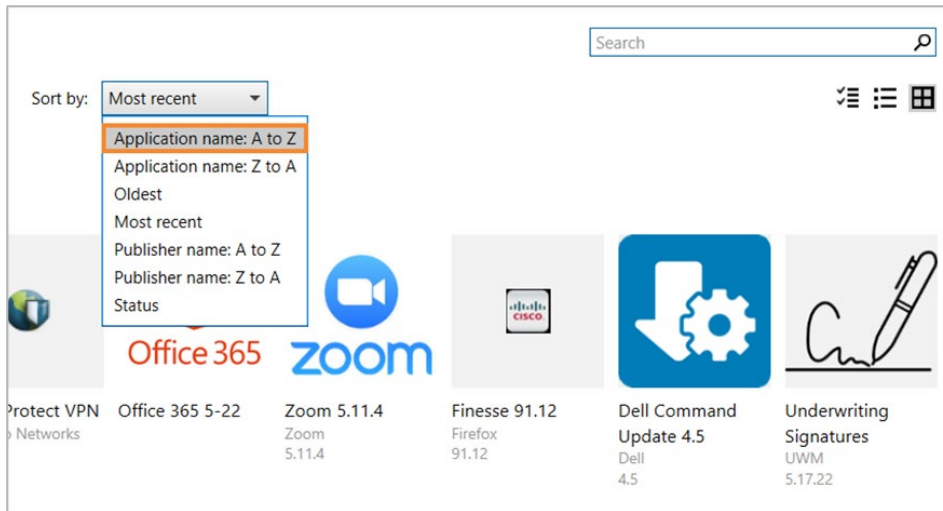 Search
Sort by: Most recent
Application name: A to Z
Application name: Z to A
Oldest
Most recent
Publisher name: A to Z
Publisher name: Z to A
Status
Office 365
zoom
CISCO
Protect VPN
Networks
Office 365 5-22
Zoom 5.11.4
Zoom
5.11.4
Finesse 91.12
Firefox
91.12
Dell Command
Update 4.5
Dell
4.5
Underwriting
Signatures
UWM
5.17.22